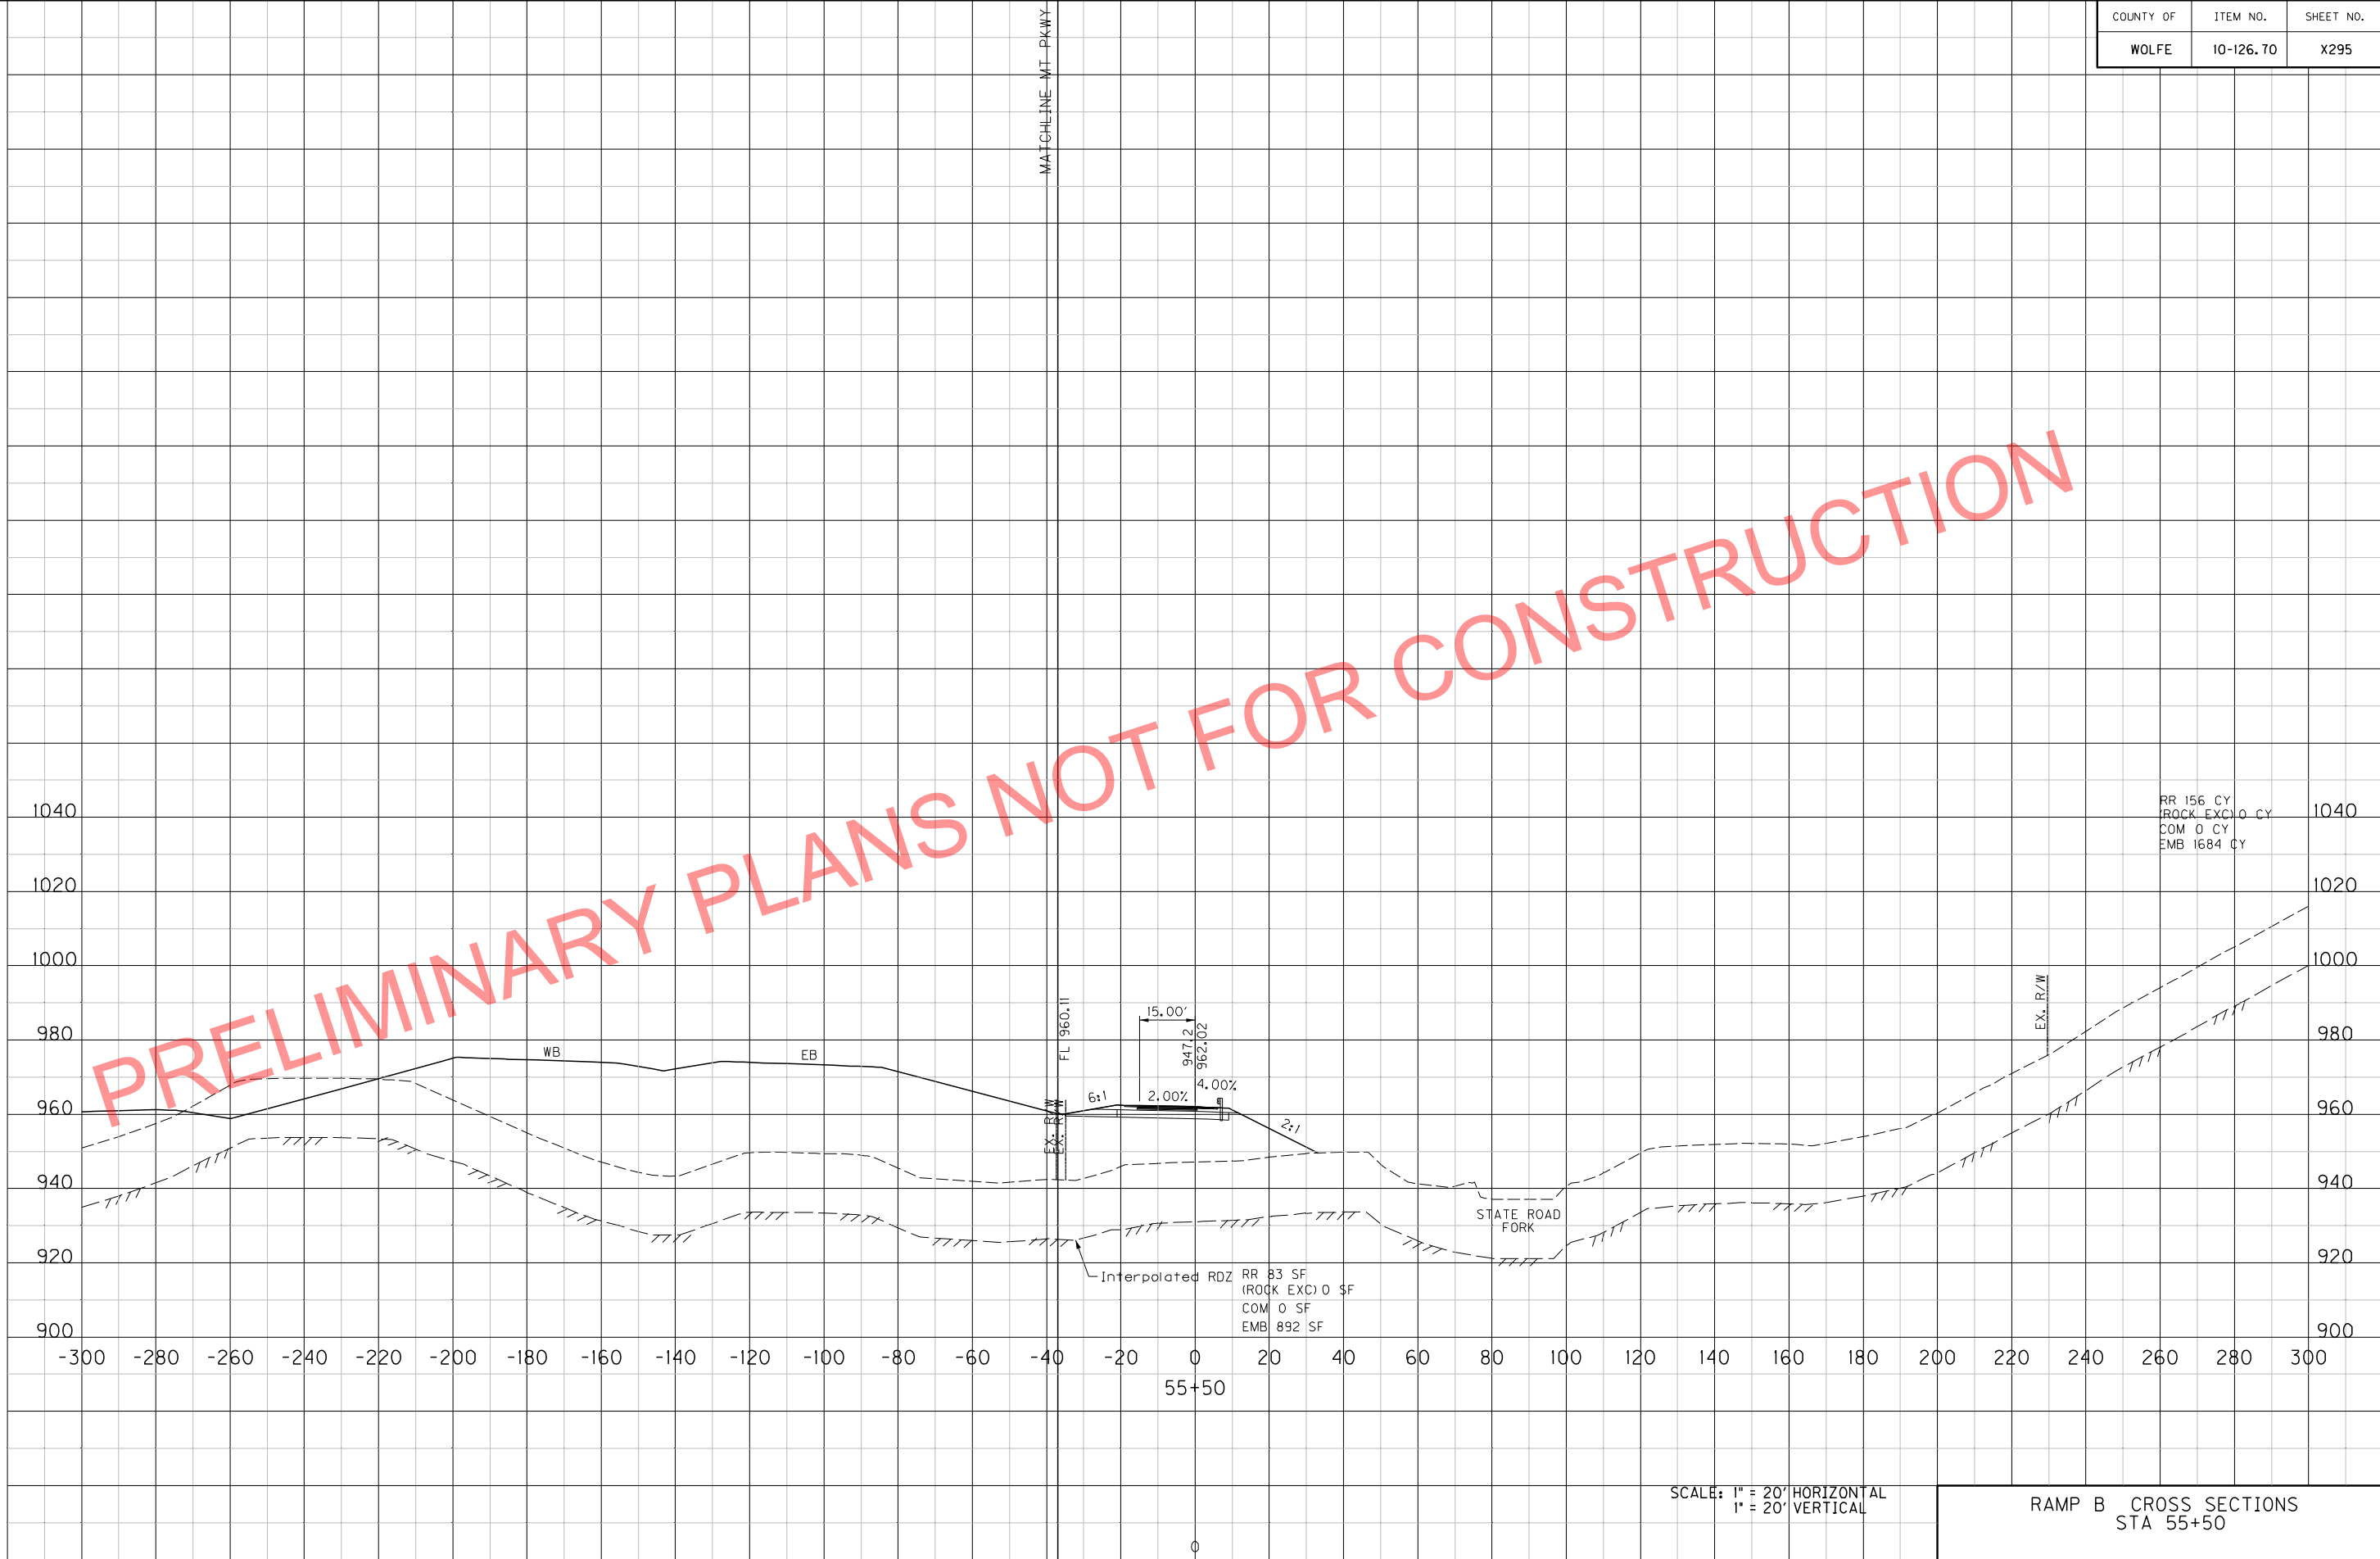 COUNTY OF ITEM NO. SHEET NO.
WOLFE 10-126.70 X295
MATCHLINE MT PKWY
PRELIMINARY PLANS NOT FOR CONSTRUCTION
RR 156 CY
(ROCK EXC) 0 CY
COM 0 CY
EMB 1684 CY
1040 1040
1020 1020
1000 1000
980 980
960 960
940 940
920 920
900 900
WB
EB
EX. R/W
EX. R/W
FL 960.11
6:1
15.00'
2.00%
947.2
962.02
4.00%
2:1
EX. R/W
STATE ROAD
FORK
Interpolated RDZ
RR 83 SF
(ROCK EXC) 0 SF
COM 0 SF
EMB 892 SF
-300 -280 -260 -240 -220 -200 -180 -160 -140 -120 -100 -80 -60 -40 -20 0 20 40 60 80 100 120 140 160 180 200 220 240 260 280 300
55+50
SCALE: 1" = 20' HORIZONTAL
1" = 20' VERTICAL
RAMP B CROSS SECTIONS
STA 55+50
0